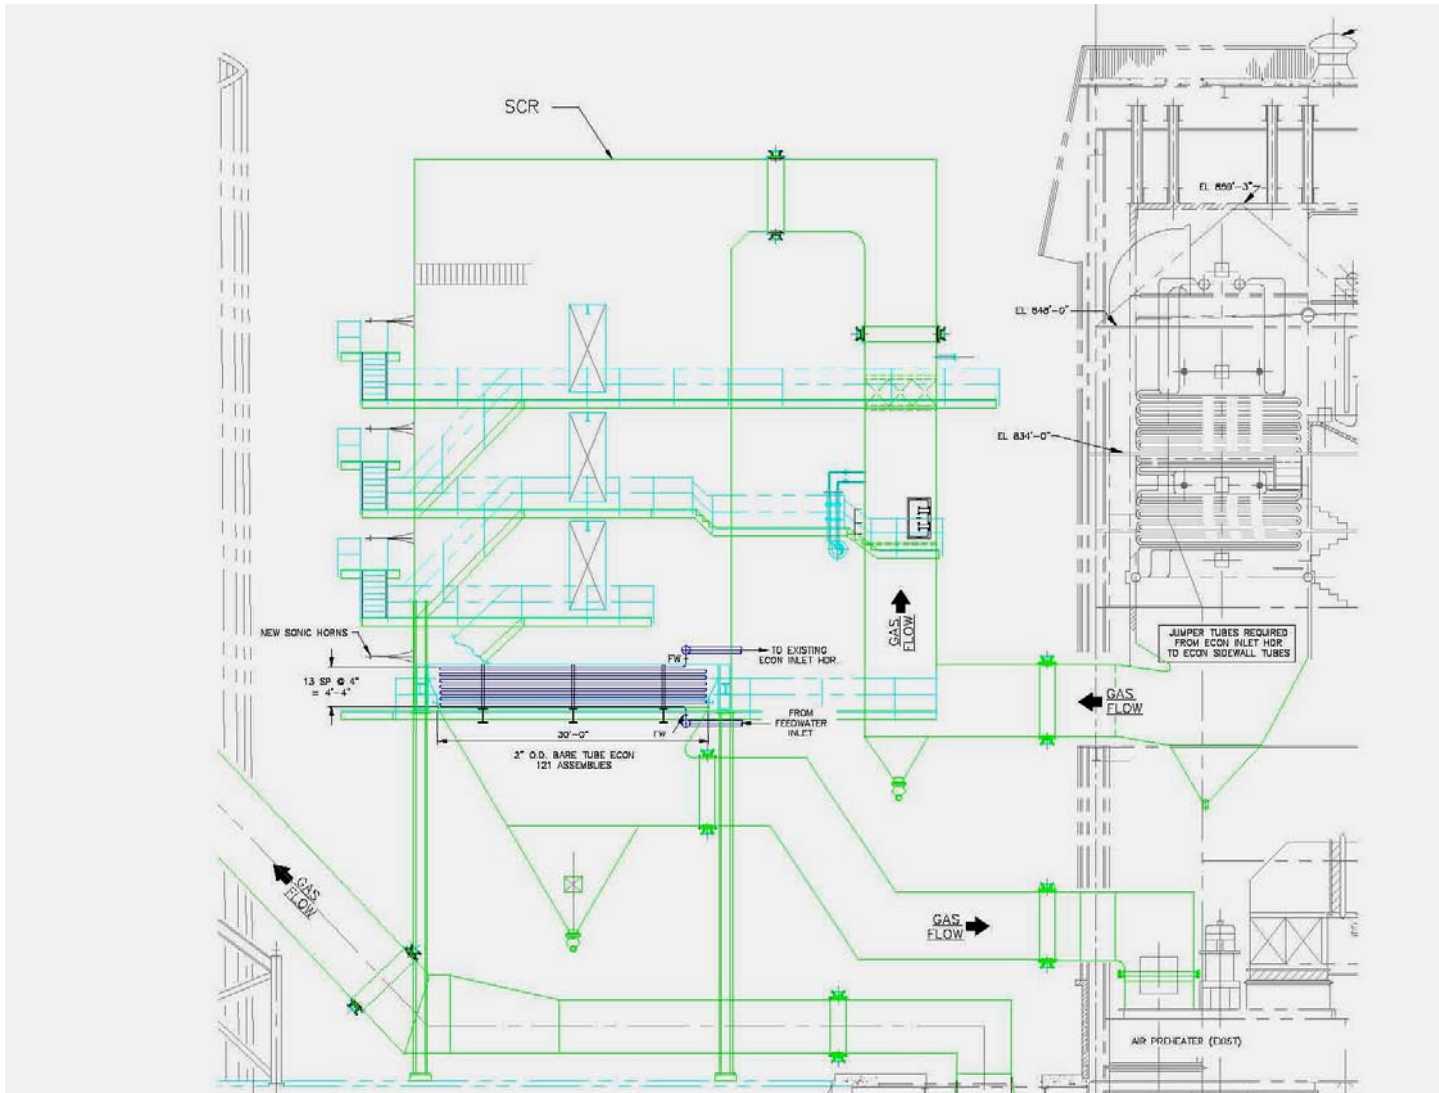 SCR
EL 869'-3"
EL 848'-0"
EL 834'-0"
NEW SONIC HORNS
13 SP @ 4"
= 4'-4"
FW
TO EXISTING
ECON INLET HDR.
FROM
FEEDWATER
INLET
30'-0"
FW
2" O.D. BARE TUBE ECON
121 ASSEMBLIES
GAS
FLOW
JUMPER TUBES REQUIRED
FROM ECON INLET HDR
TO ECON SIDEWALL TUBES
GAS
FLOW
GAS
FLOW
GAS
FLOW
AIR PREHEATER (EXIST)